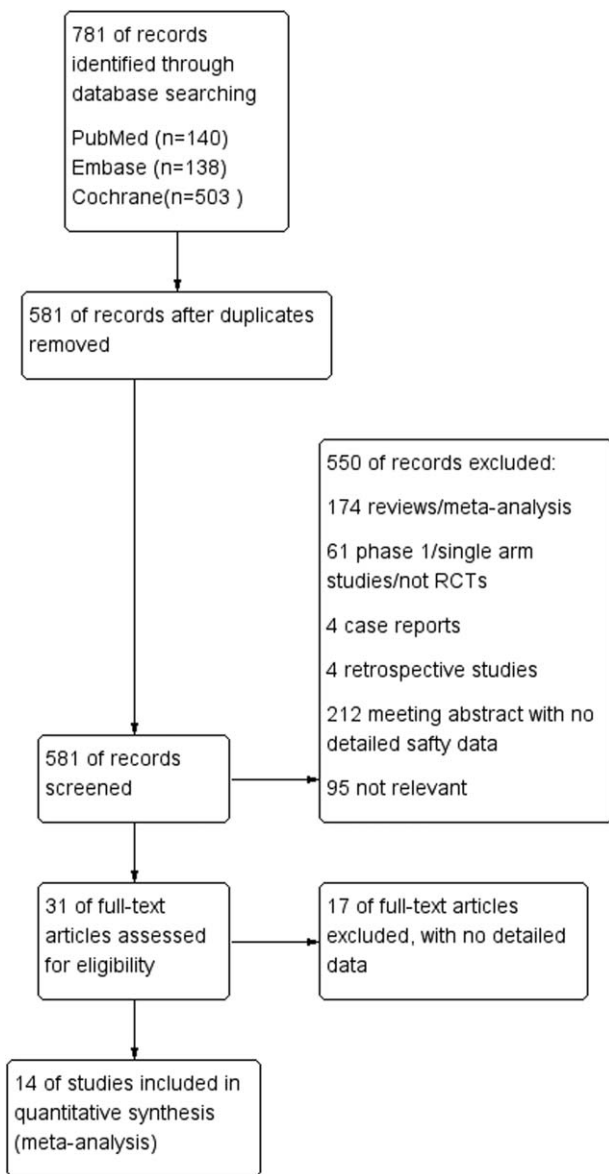 781 of records
identified through
database searching
PubMed (n=140)
Embase (n=138)
Cochrane(n=503 )
581 of records after duplicates
removed
550 of records excluded:
174 reviews/meta-analysis
61 phase 1/single arm
studies/not RCTs
4 case reports
4 retrospective studies
212 meeting abstract with no
detailed safty data
95 not relevant
581 of records
screened
31 of full-text
articles assessed
for eligibility
17 of full-text articles
excluded, with no detailed
data
14 of studies included in
quantitative synthesis
(meta-analysis)